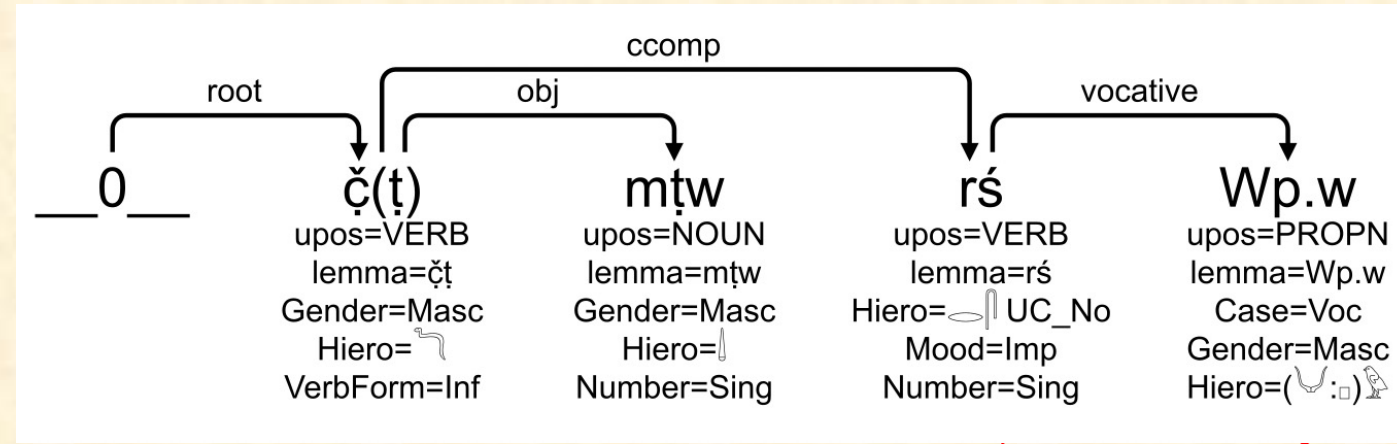 ccomp
root obj vocative
__0__ č̣(ṭ) mṭw rś Wp.w
upos=VERB upos=NOUN upos=VERB upos=PROPN
lemma=č̣ṭ lemma=mṭw lemma=rś lemma=Wp.w
Gender=Masc Gender=Masc Hiero=𓂋𓋴 UC_No Case=Voc
Hiero=𓆓 Hiero=𓌃 Mood=Imp Gender=Masc
VerbForm=Inf Number=Sing Number=Sing Hiero=(𓄋:𓊪)𓅱